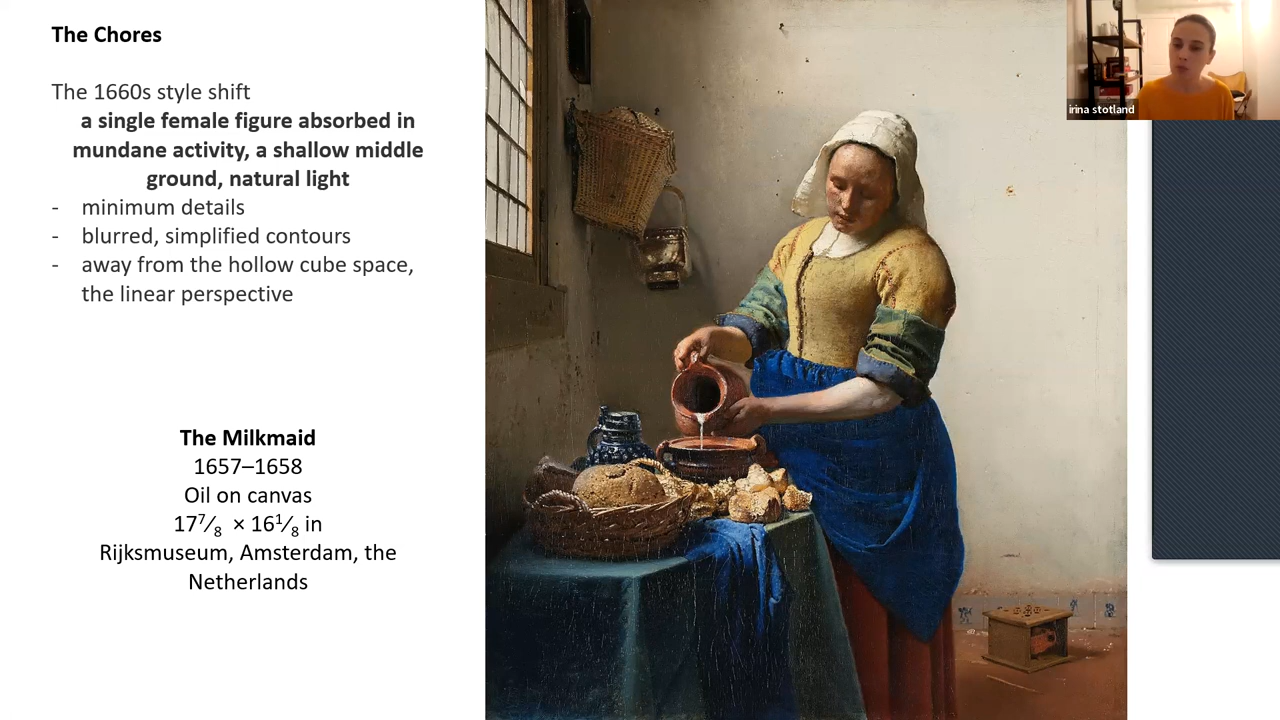 The Chores
The 1660s style shift
a single female figure absorbed in
mundane activity, a shallow middle
ground, natural light
- minimum details
- blurred, simplified contours
- away from the hollow cube space,
the linear perspective
The Milkmaid
1657–1658
Oil on canvas
17⁷⁄₈ × 16¹⁄₈ in
Rijksmuseum, Amsterdam, the
Netherlands
irina stotland